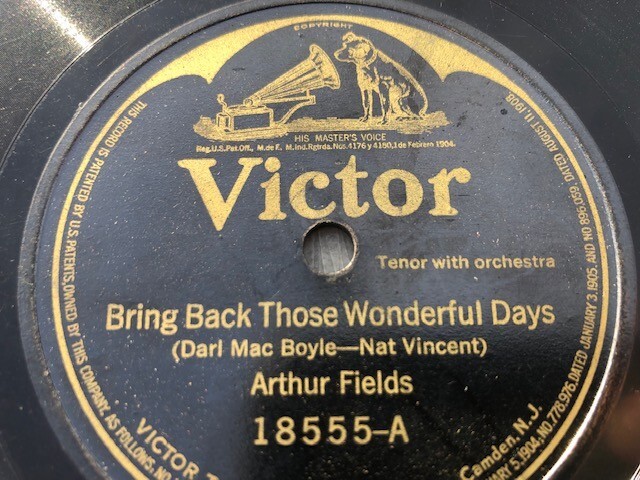 COPYRIGHT
HIS MASTER'S VOICE
Reg.U.S.Pat.Off., M.de F. M.Ind.Rgtrda.Nos.4176 y 4180,1 de Febrero 1904.
Victor
Tenor with orchestra
Bring Back Those Wonderful Days
(Darl Mac Boyle—Nat Vincent)
Arthur Fields
18555-A
THIS RECORD IS PATENTED BY U.S. PATENTS, OWNED BY THIS COMPANY, AS FOLLOWS, NO.
JANUARY 5, 1904; NO. 778,976, DATED JANUARY 3, 1905, AND NO 896,059, DATED AUGUST 11, 1908
VICTOR
Camden, N.J.